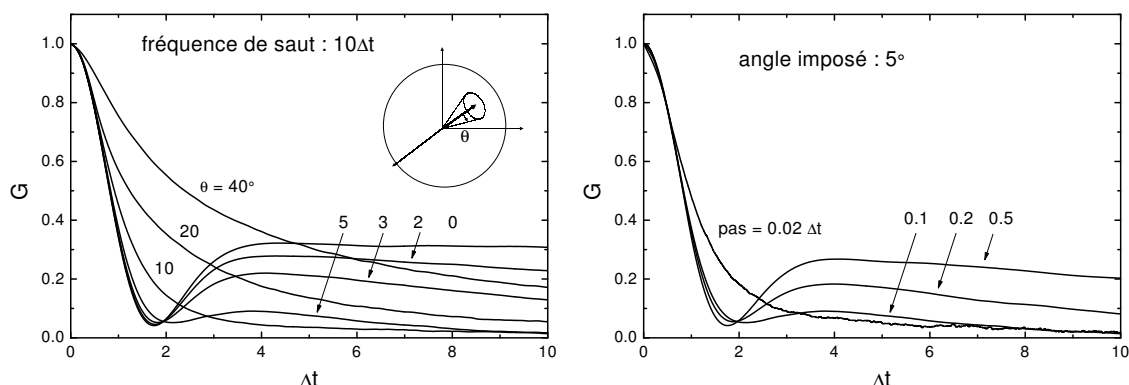 fréquence de saut : 10Δt
θ = 40°
20
10
5 3 2 0
θ
G
1.0
0.8
0.6
0.4
0.2
0.0
0 2 4 6 8 10
Δt
angle imposé : 5°
pas = 0.02 Δt
0.1 0.2 0.5
G
1.0
0.8
0.6
0.4
0.2
0.0
0 2 4 6 8 10
Δt